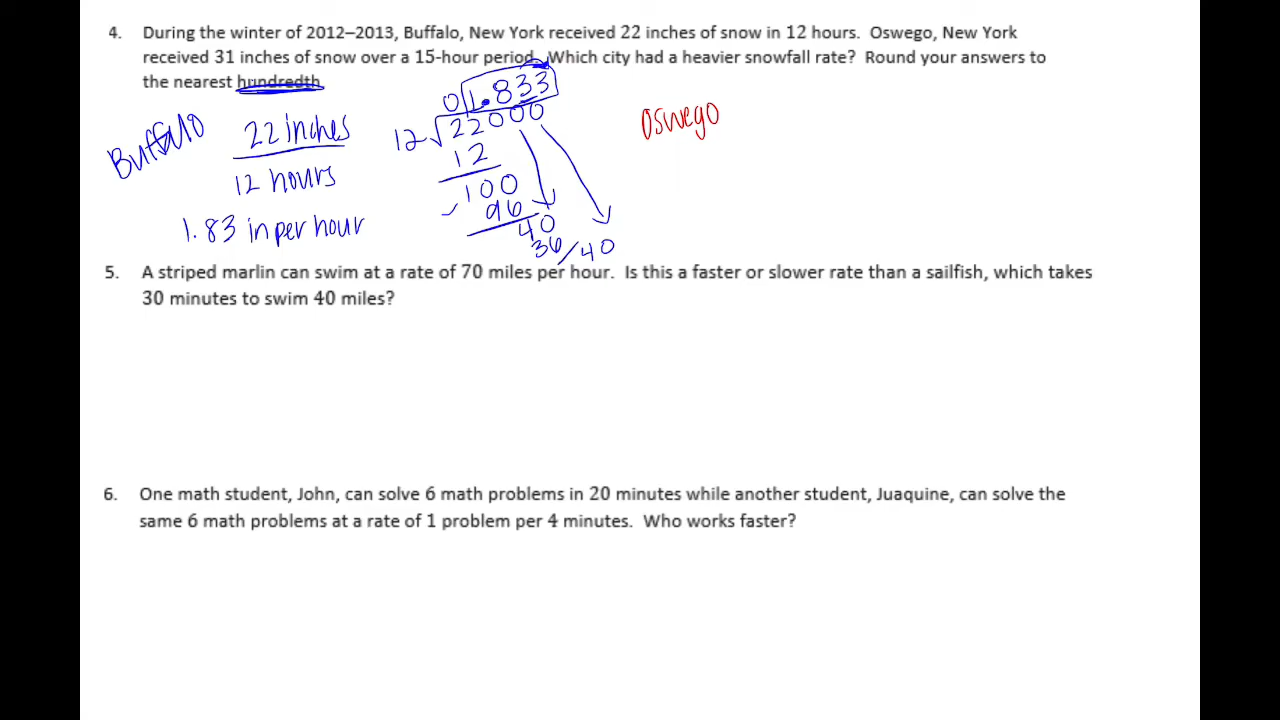 4. During the winter of 2012–2013, Buffalo, New York received 22 inches of snow in 12 hours. Oswego, New York
received 31 inches of snow over a 15-hour period. Which city had a heavier snowfall rate? Round your answers to
the nearest hundredth.
Buffalo
22 inches
12 hours
1.83 in per hour
01.833
12 22000
12
100
96
40
36
40
Oswego
5. A striped marlin can swim at a rate of 70 miles per hour. Is this a faster or slower rate than a sailfish, which takes
30 minutes to swim 40 miles?
6. One math student, John, can solve 6 math problems in 20 minutes while another student, Juaquine, can solve the
same 6 math problems at a rate of 1 problem per 4 minutes. Who works faster?